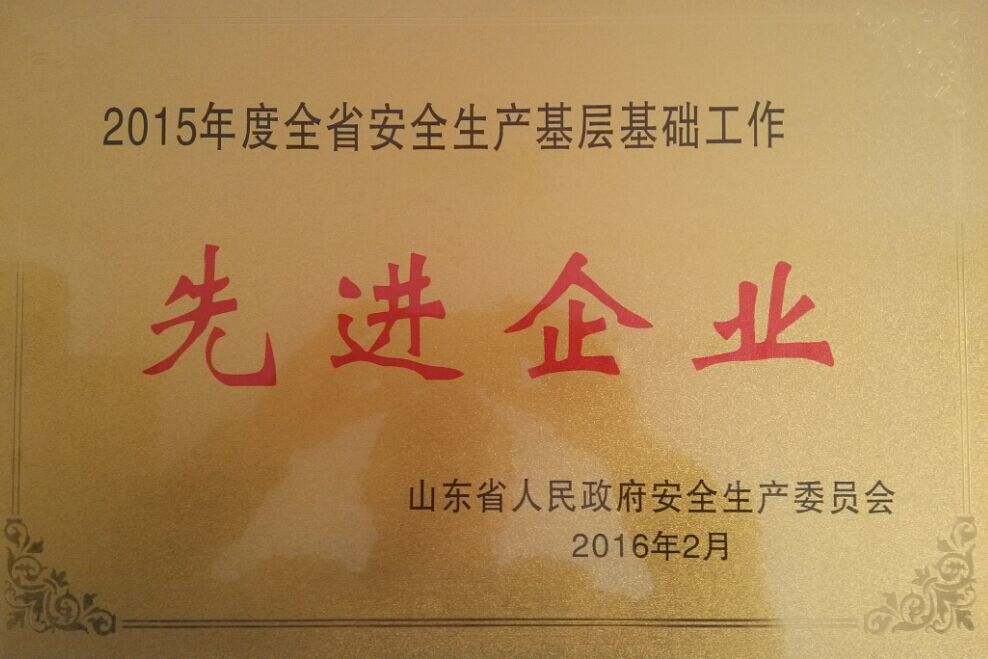 2015年度全省安全生产基层基础工作
先进企业
山东省人民政府安全生产委员会
2016年2月